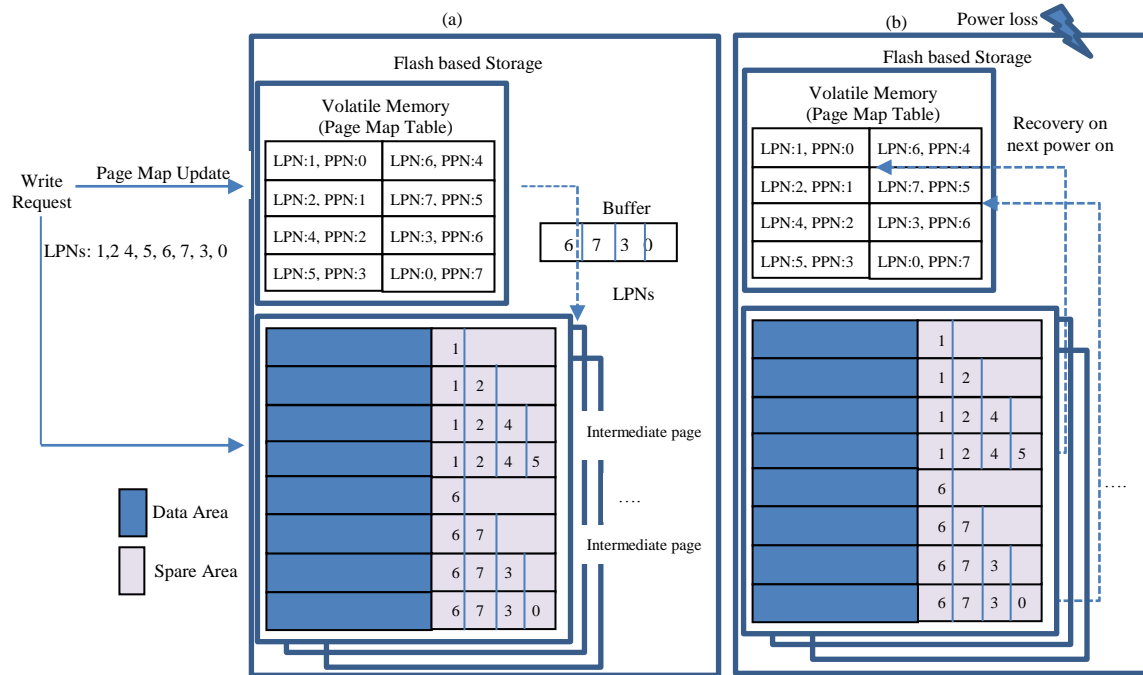 (a)
Flash based Storage
Volatile Memory
(Page Map Table)
LPN:1, PPN:0 LPN:6, PPN:4
LPN:2, PPN:1 LPN:7, PPN:5
LPN:4, PPN:2 LPN:3, PPN:6
LPN:5, PPN:3 LPN:0, PPN:7
Write
Request
Page Map Update
LPNs: 1,2 4, 5, 6, 7, 3, 0
Buffer
6 7 3 0
LPNs
1
1 2
1 2 4
1 2 4 5
6
6 7
6 7 3
6 7 3 0
Intermediate page
....
Intermediate page
Data Area
Spare Area
(b)
Power loss
Flash based Storage
Volatile Memory
(Page Map Table)
LPN:1, PPN:0 LPN:6, PPN:4
LPN:2, PPN:1 LPN:7, PPN:5
LPN:4, PPN:2 LPN:3, PPN:6
LPN:5, PPN:3 LPN:0, PPN:7
Recovery on
next power on
1
1 2
1 2 4
1 2 4 5
6
6 7
6 7 3
6 7 3 0
....